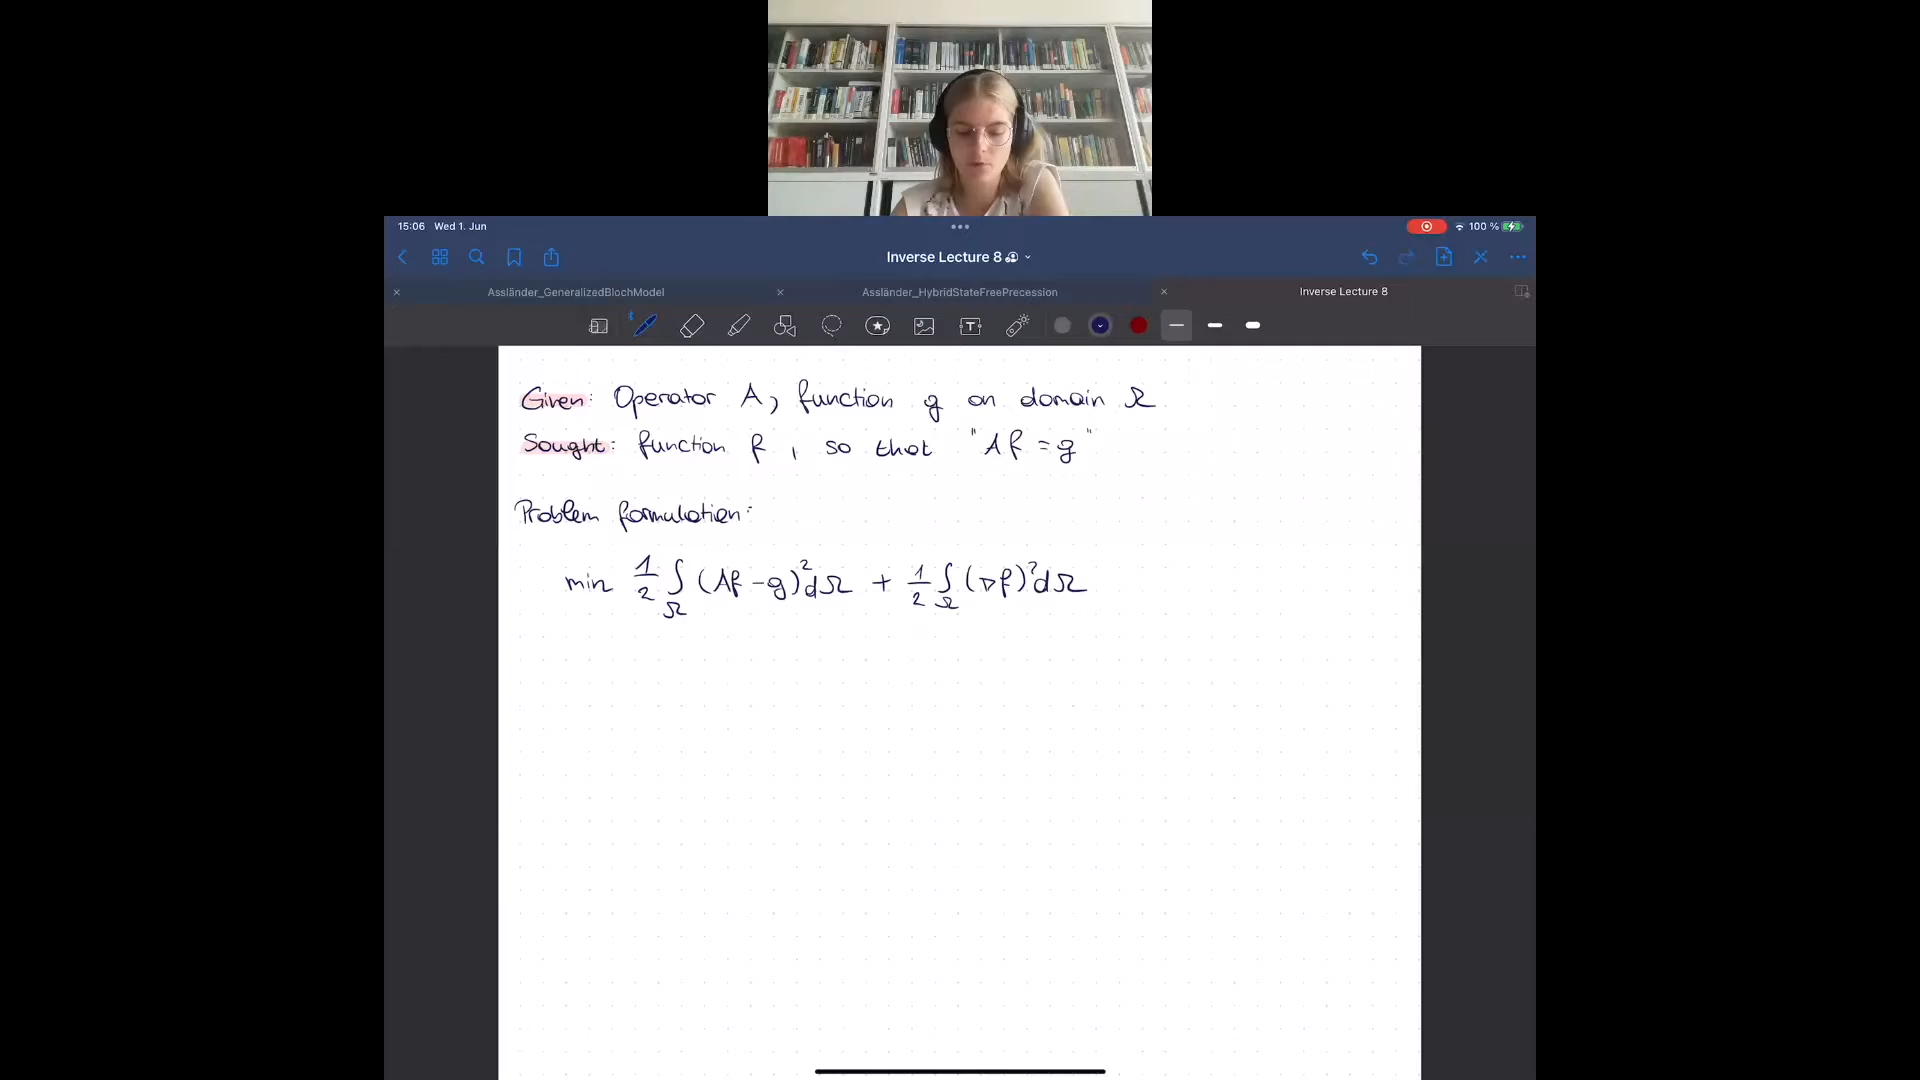 15:06 Wed 1. Jun 100 %
Inverse Lecture 8
Assländer_GeneralizedBlochModel Assländer_HybridStateFreePrecession Inverse Lecture 8
Given: Operator A, function g on domain Ω
Sought: function f, so that "Af = g"
Problem formulation:
min 1/2 ∫_Ω (Af - g)² dΩ + 1/2 ∫_Ω (∇f)² dΩ